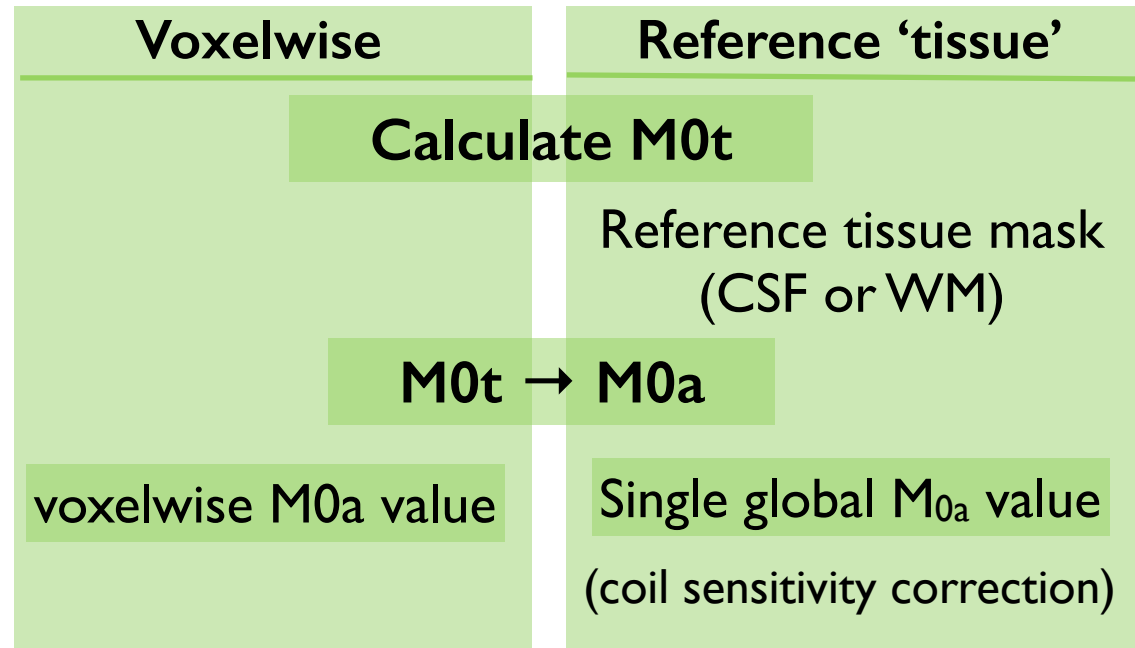 Voxelwise
Reference ‘tissue’
Calculate M0t
Reference tissue mask
(CSF or WM)
M0t → M0a
voxelwise M0a value
Single global M₀ₐ value
(coil sensitivity correction)